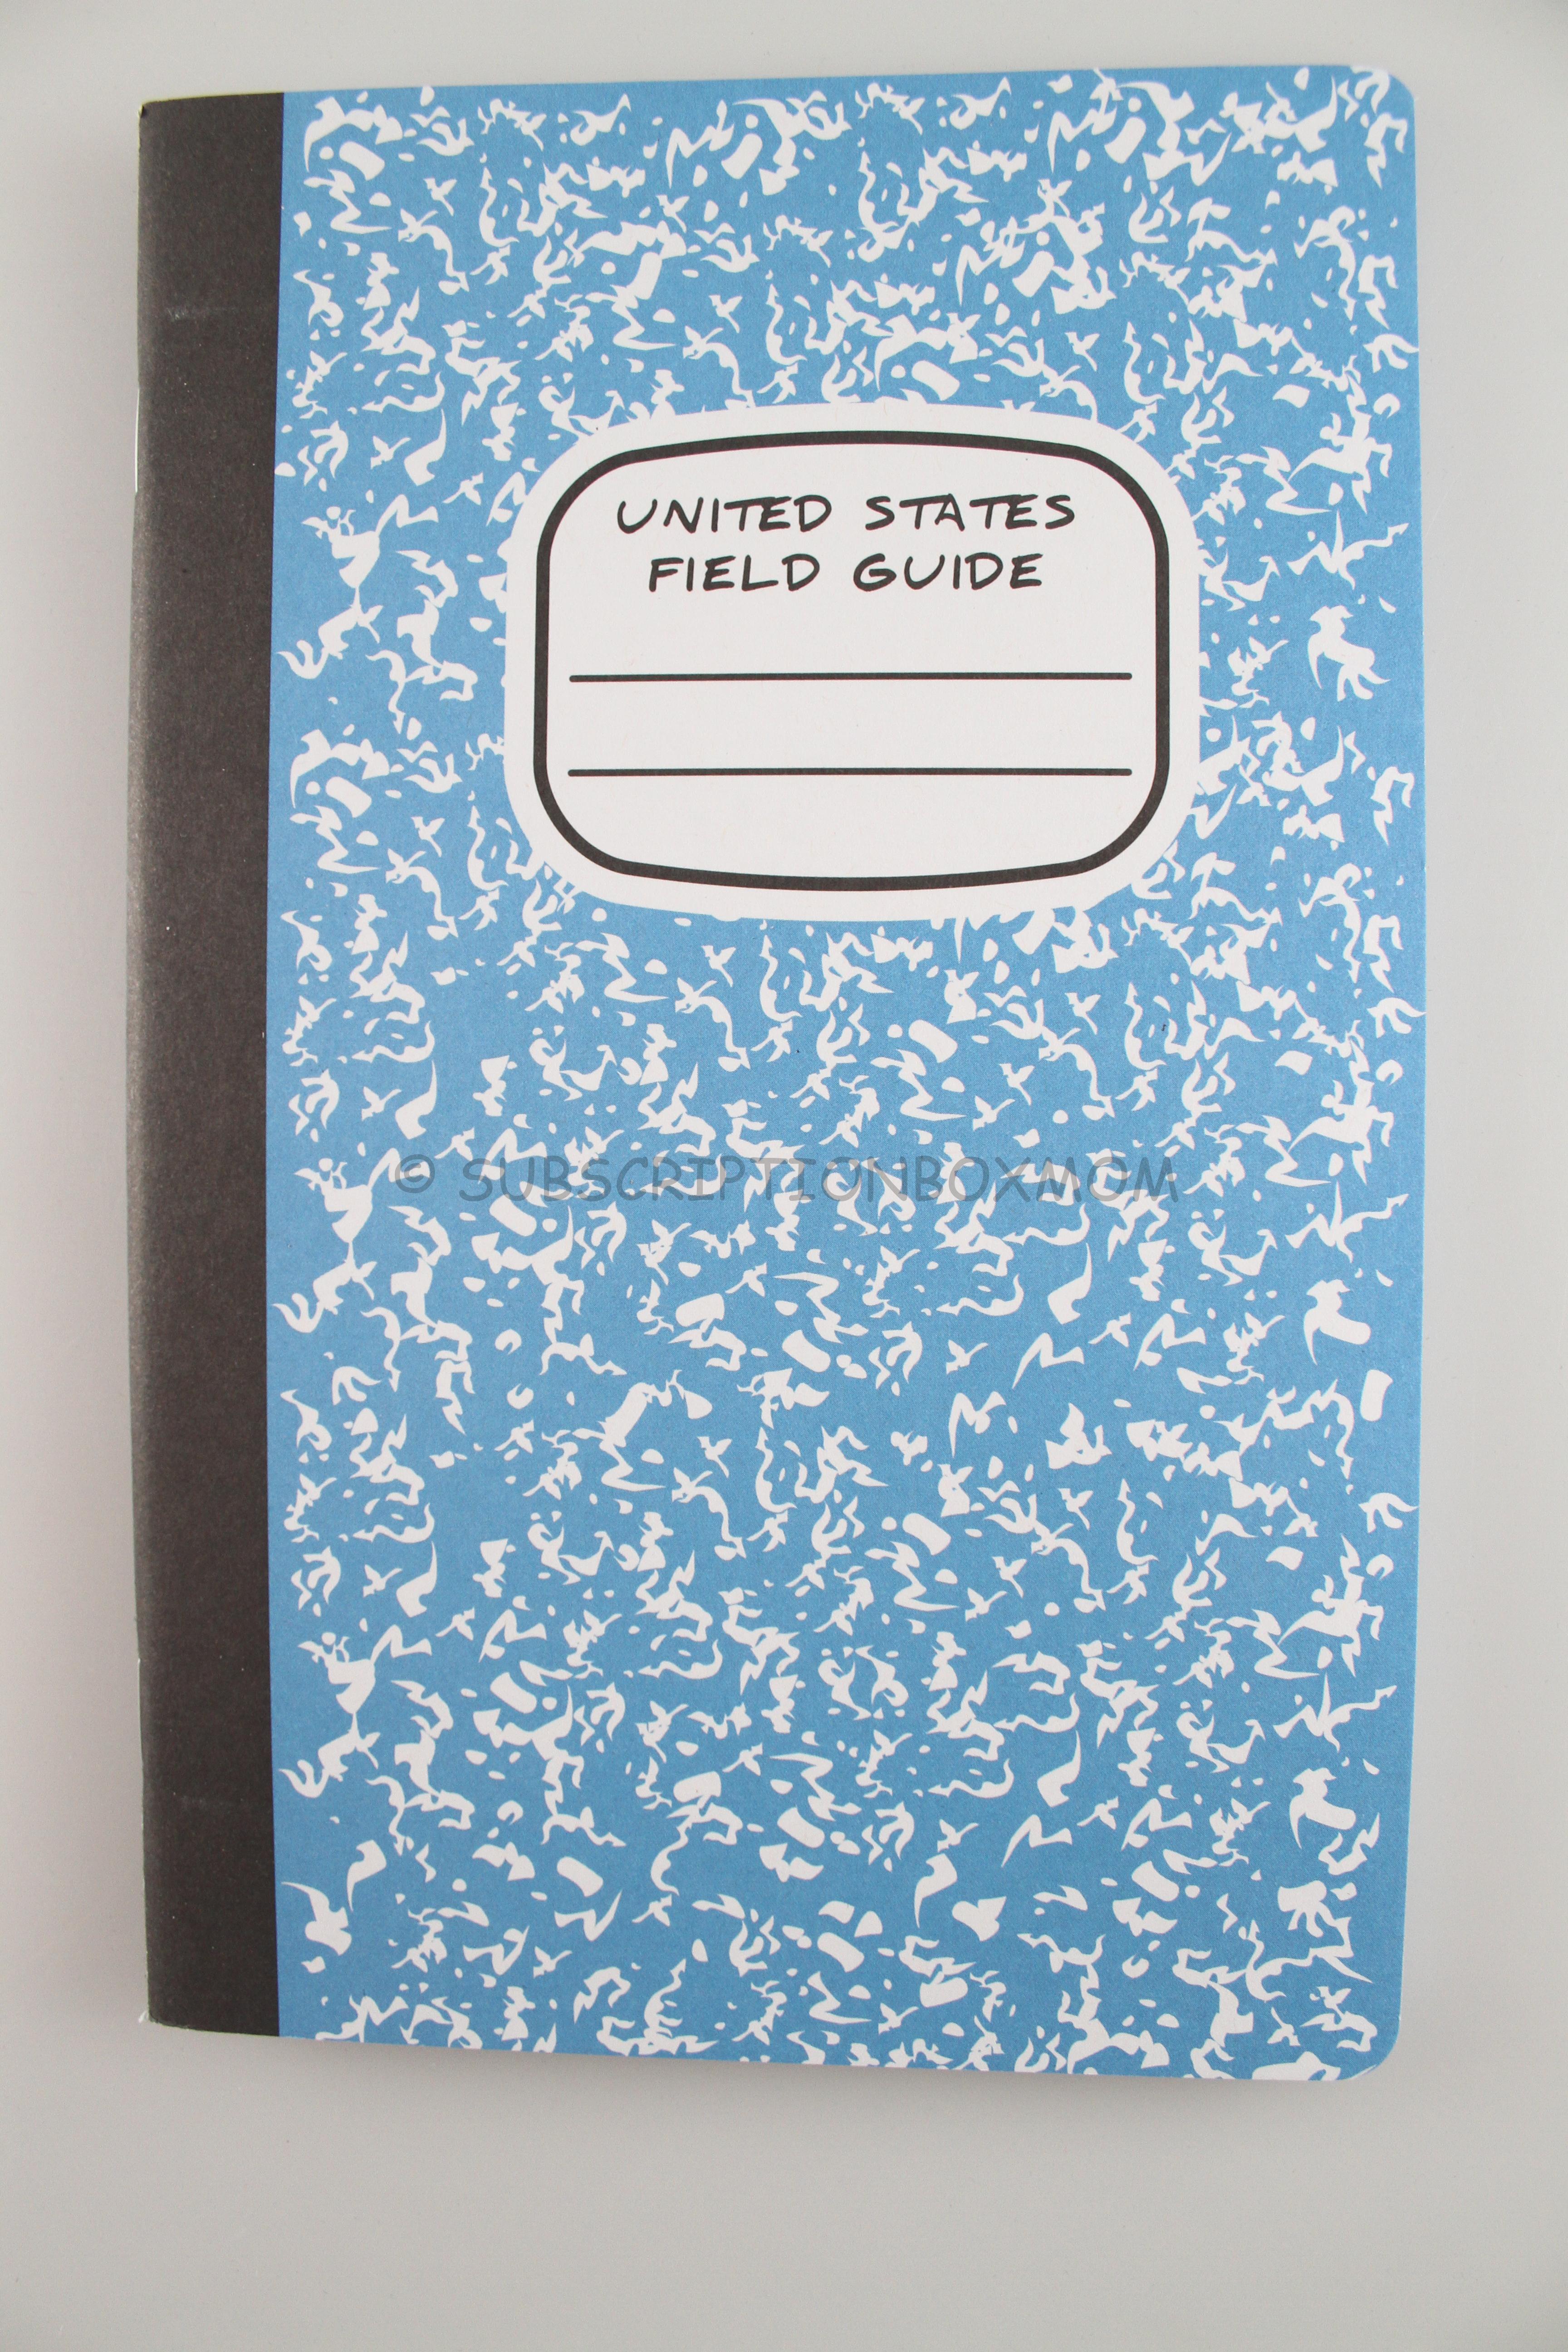 UNITED STATES
FIELD GUIDE
© SUBSCRIPTIONBOXMOM